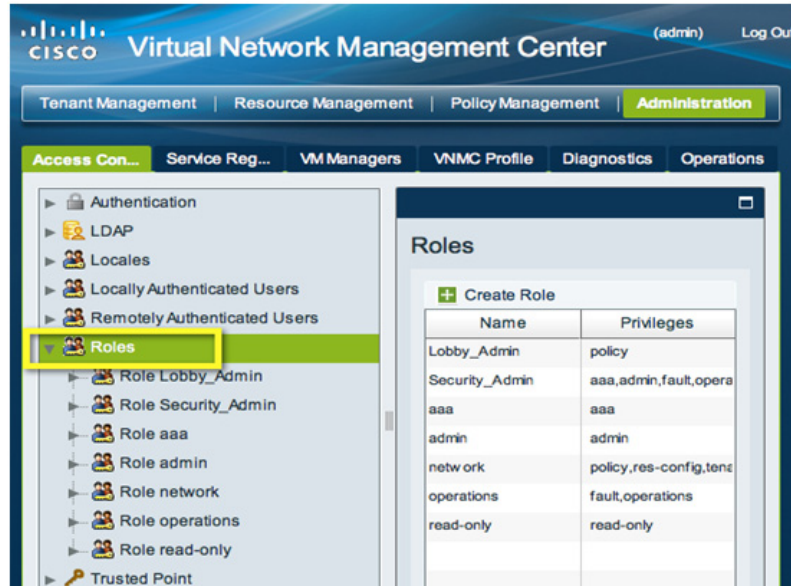 CISCO Virtual Network Management Center (admin) Log Ou
Tenant Management | Resource Management | Policy Management | Administration
Access Con... Service Reg... VM Managers VNMC Profile Diagnostics Operations
Authentication
LDAP
Locales
Locally Authenticated Users
Remotely Authenticated Users
Roles
Role Lobby_Admin
Role Security_Admin
Role aaa
Role admin
Role network
Role operations
Role read-only
Trusted Point
Roles
Create Role
Name Privileges
Lobby_Admin policy
Security_Admin aaa,admin,fault,opera
aaa aaa
admin admin
network policy,res-config,tena
operations fault,operations
read-only read-only